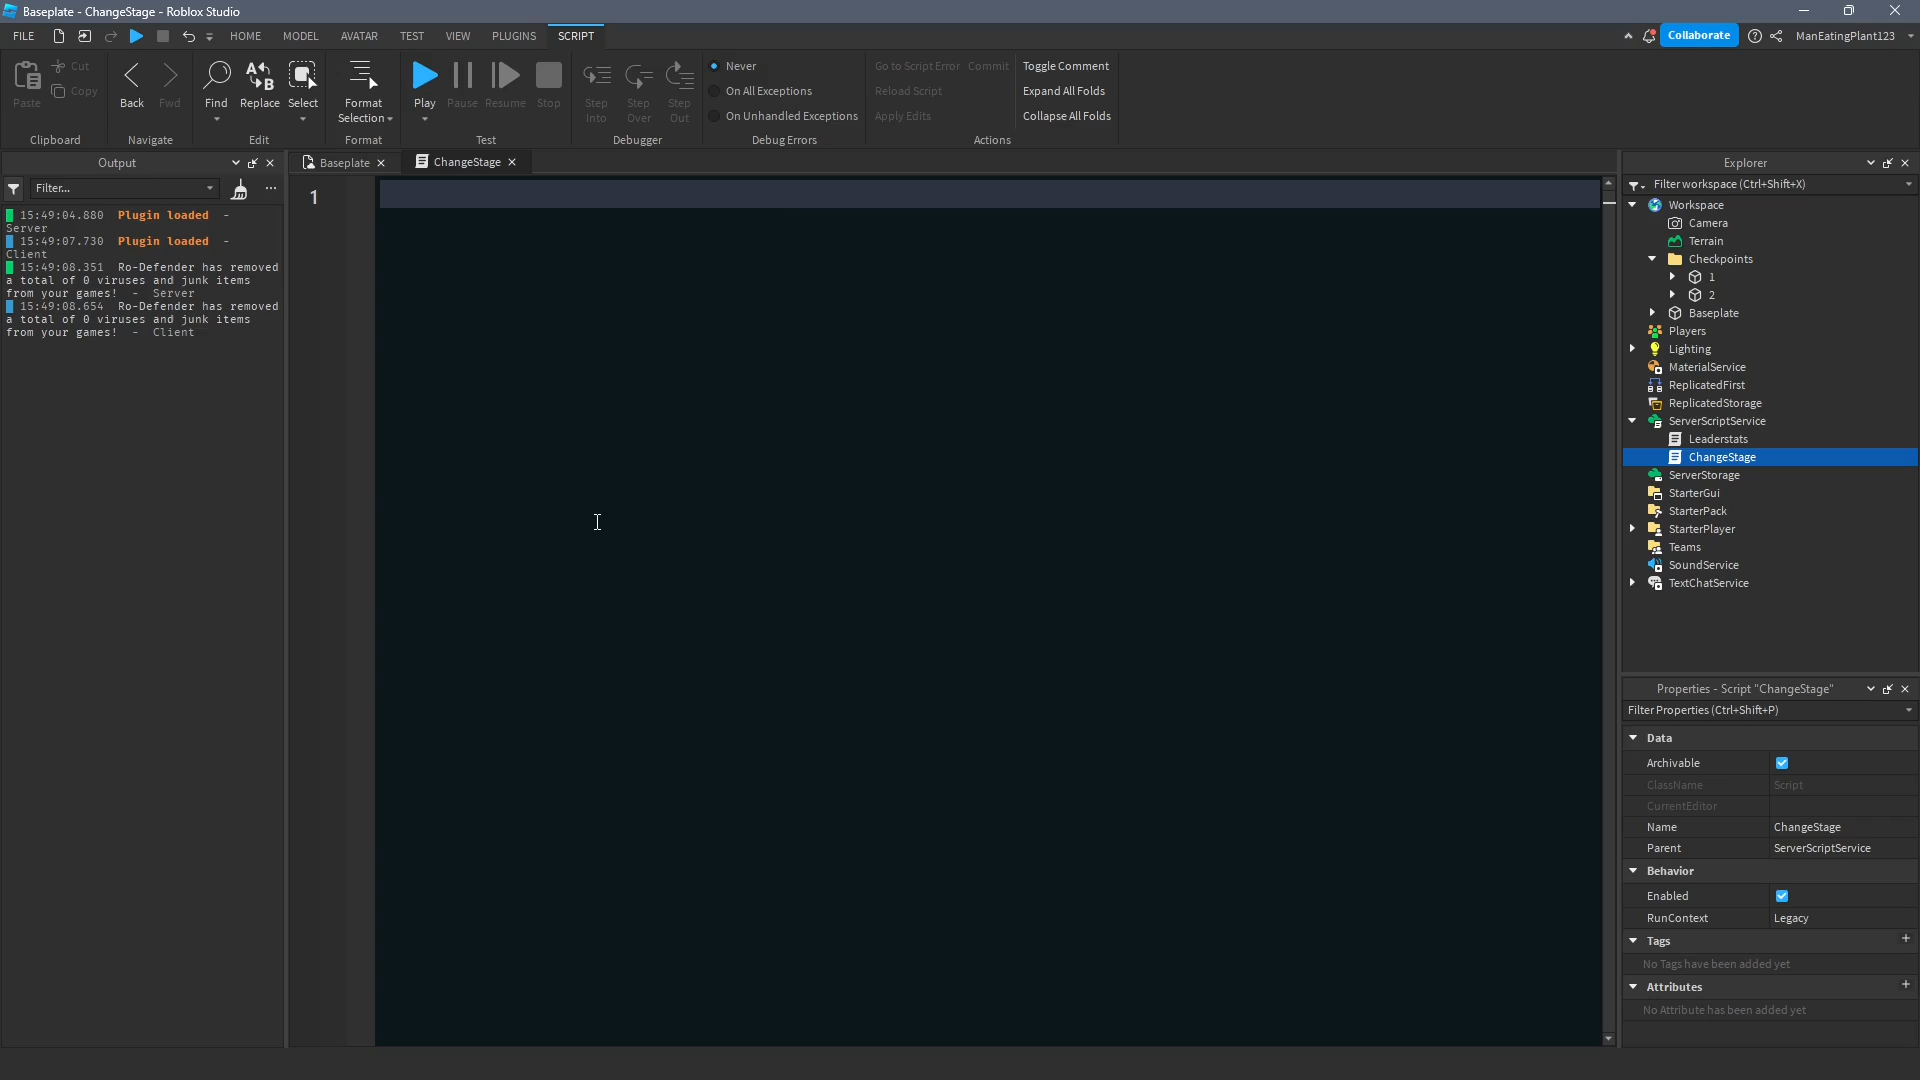 Baseplate - ChangeStage - Roblox Studio
FILE HOME MODEL AVATAR TEST VIEW PLUGINS SCRIPT Collaborate ManEatingPlant123
Paste Cut Copy
Clipboard
Back Fwd
Navigate
Find Replace Select
Edit
Format
Selection
Format
Play Pause Resume Stop
Test
Step
Into
Step
Over
Step
Out
Debugger
Never
On All Exceptions
On Unhandled Exceptions
Debug Errors
Go to Script Error Commit Toggle Comment
Reload Script Expand All Folds
Apply Edits Collapse All Folds
Actions
Output
Filter...
15:49:04.880 Plugin loaded -
Server
15:49:07.730 Plugin loaded -
Client
15:49:08.351 Ro-Defender has removed
a total of 0 viruses and junk items
from your games! - Server
15:49:08.654 Ro-Defender has removed
a total of 0 viruses and junk items
from your games! - Client
Baseplate ChangeStage
1
Explorer
Filter workspace (Ctrl+Shift+X)
Workspace
Camera
Terrain
Checkpoints
1
2
Baseplate
Players
Lighting
MaterialService
ReplicatedFirst
ReplicatedStorage
ServerScriptService
Leaderstats
ChangeStage
ServerStorage
StarterGui
StarterPack
StarterPlayer
Teams
SoundService
TextChatService
Properties - Script "ChangeStage"
Filter Properties (Ctrl+Shift+P)
Data
Archivable
ClassName Script
CurrentEditor
Name ChangeStage
Parent ServerScriptService
Behavior
Enabled
RunContext Legacy
Tags
No Tags have been added yet
Attributes
No Attribute has been added yet